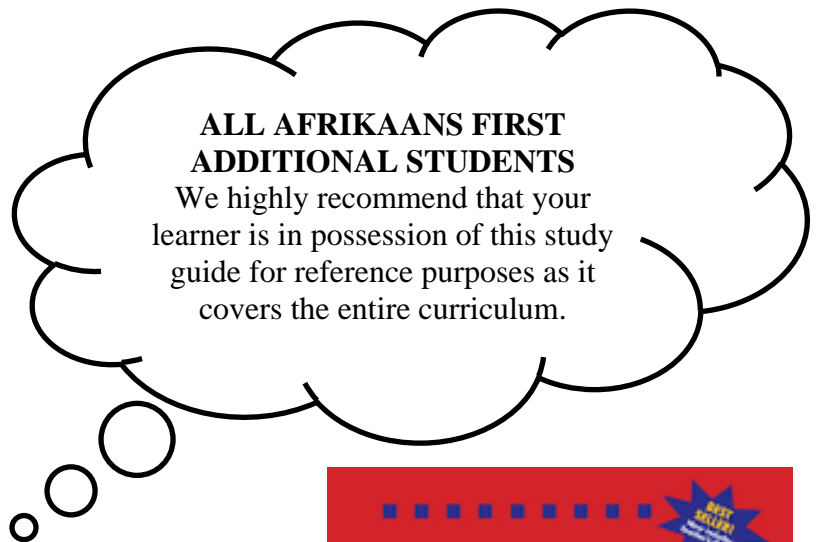 ALL AFRIKAANS FIRST
ADDITIONAL STUDENTS
We highly recommend that your
learner is in possession of this study
guide for reference purposes as it
covers the entire curriculum.
BEST
SELLER!